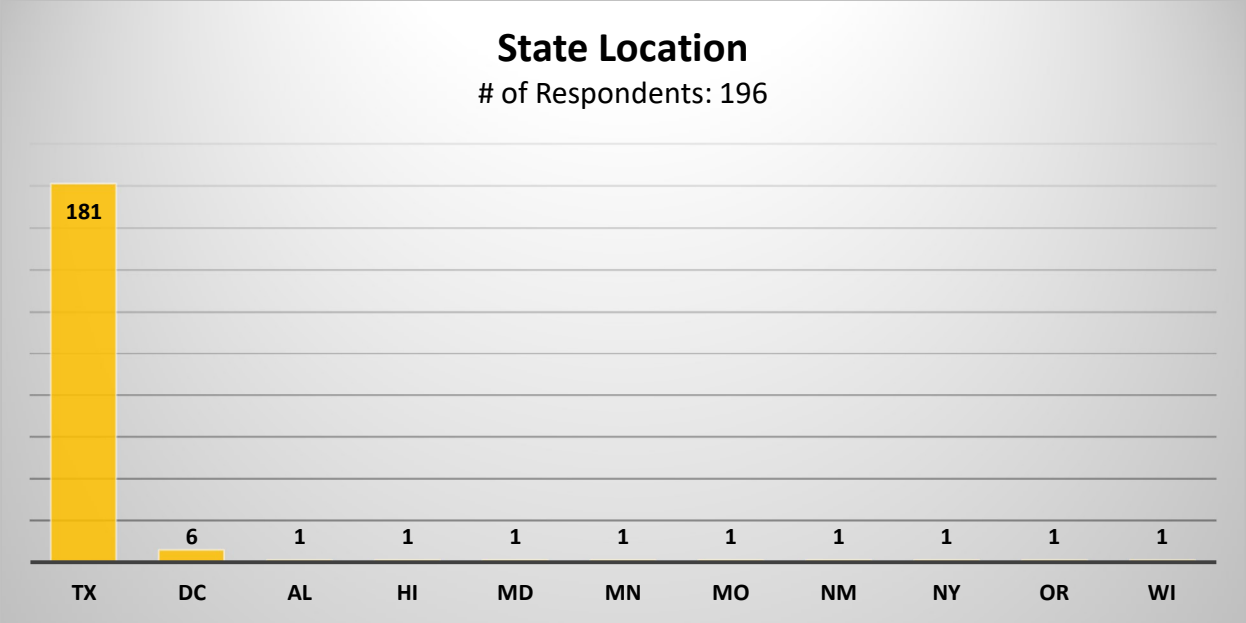 State Location
# of Respondents: 196
181
6 1 1 1 1 1 1 1 1 1
TX DC AL HI MD MN MO NM NY OR WI